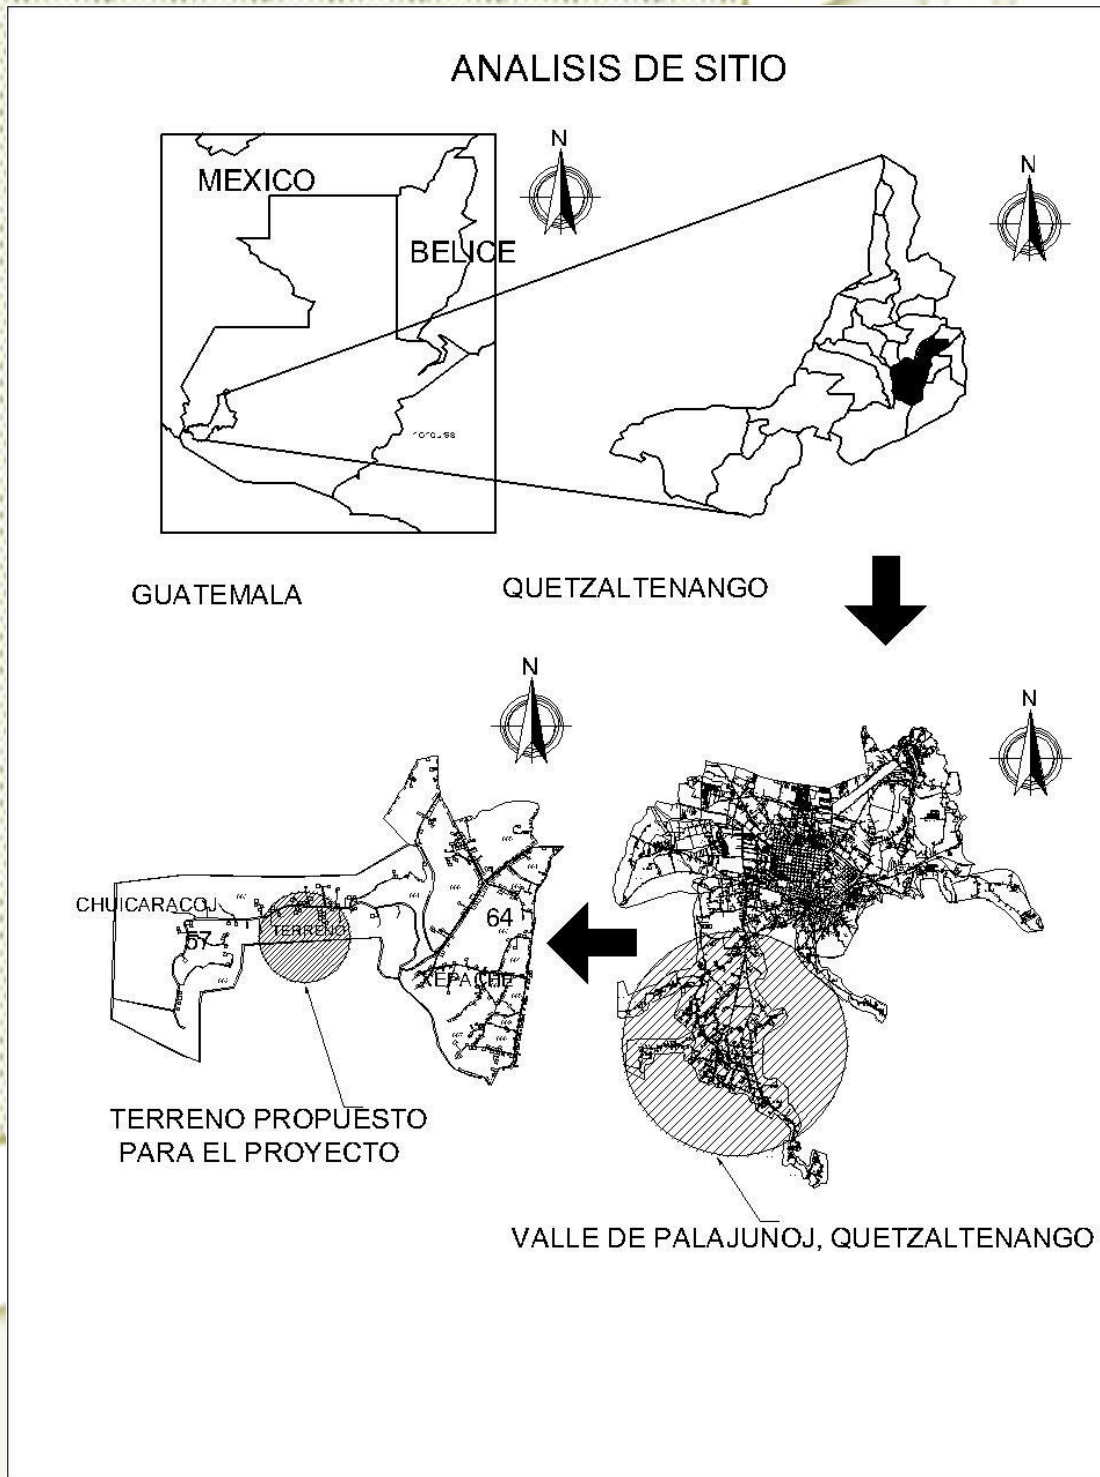 ANALISIS DE SITIO
N
N
MEXICO
BELICE
GUATEMALA
QUETZALTENANGO
N
N
CHUICARACOJ
57
TERRENO
64
XEPACHE
TERRENO PROPUESTO
PARA EL PROYECTO
VALLE DE PALAJUNOJ, QUETZALTENANGO